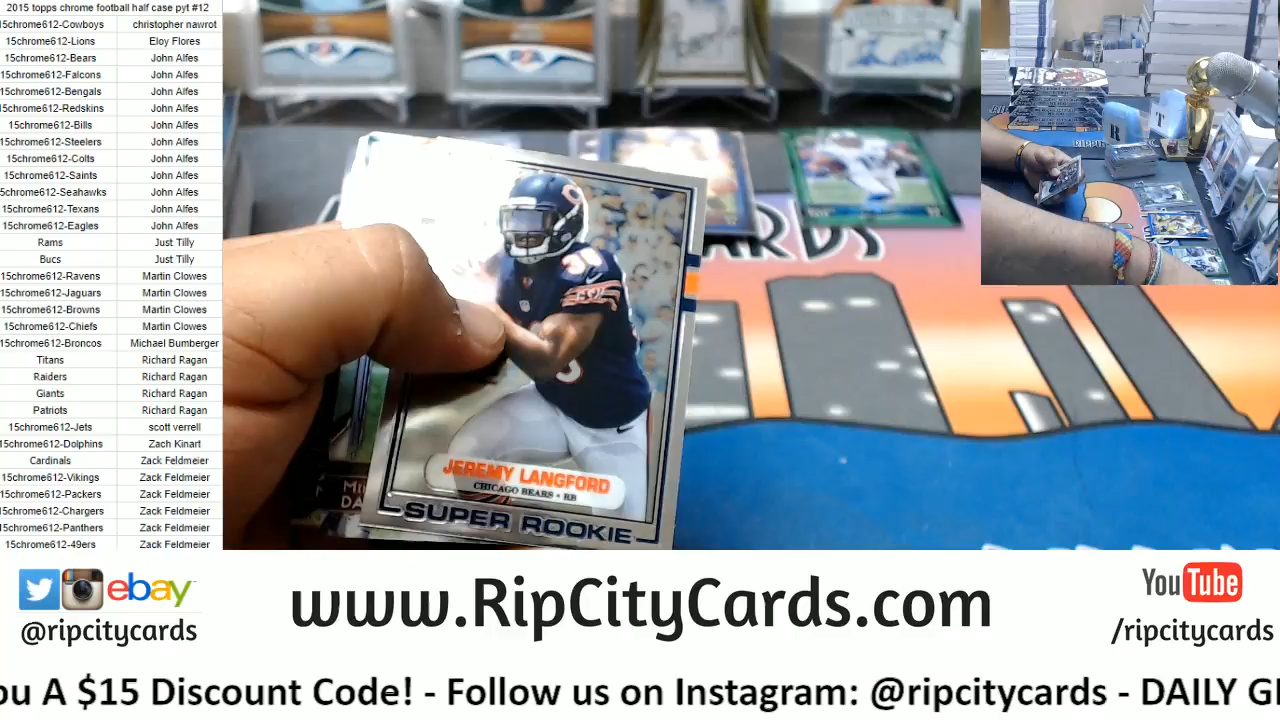 2015 topps chrome football half case pyt #12
15chrome612-Cowboys christopher nawrot
15chrome612-Lions Eloy Flores
15chrome612-Bears John Alfes
15chrome612-Falcons John Alfes
15chrome612-Bengals John Alfes
15chrome612-Redskins John Alfes
15chrome612-Bills John Alfes
15chrome612-Steelers John Alfes
15chrome612-Colts John Alfes
15chrome612-Saints John Alfes
15chrome612-Seahawks John Alfes
15chrome612-Texans John Alfes
15chrome612-Eagles John Alfes
Rams Just Tilly
Bucs Just Tilly
15chrome612-Ravens Martin Clowes
15chrome612-Jaguars Martin Clowes
15chrome612-Browns Martin Clowes
15chrome612-Chiefs Martin Clowes
15chrome612-Broncos Michael Bumberger
Titans Richard Ragan
Raiders Richard Ragan
Giants Richard Ragan
Patriots Richard Ragan
15chrome612-Jets scott verrell
15chrome612-Dolphins Zach Kinart
Cardinals Zack Feldmeier
15chrome612-Vikings Zack Feldmeier
15chrome612-Packers Zack Feldmeier
15chrome612-Chargers Zack Feldmeier
15chrome612-Panthers Zack Feldmeier
15chrome612-49ers Zack Feldmeier
JEREMY LANGFORD
CHICAGO BEARS • RB
SUPER ROOKIE
ARDS
R T
ebay
@ripcitycards
www.RipCityCards.com
YouTube
/ripcitycards
ou A $15 Discount Code! - Follow us on Instagram: @ripcitycards - DAILY GI